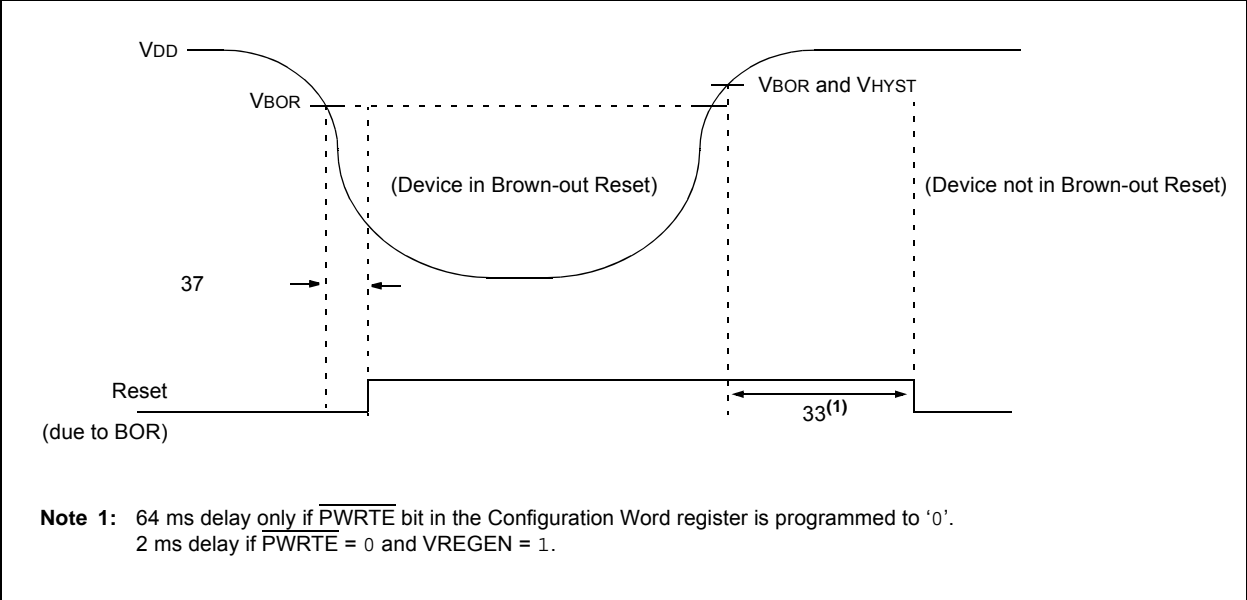 VDD
VBOR and VHYST
VBOR
(Device in Brown-out Reset)
(Device not in Brown-out Reset)
37
Reset
33(1)
(due to BOR)
Note 1: 64 ms delay only if PWRTE bit in the Configuration Word register is programmed to ‘0’.
2 ms delay if PWRTE = 0 and VREGEN = 1.